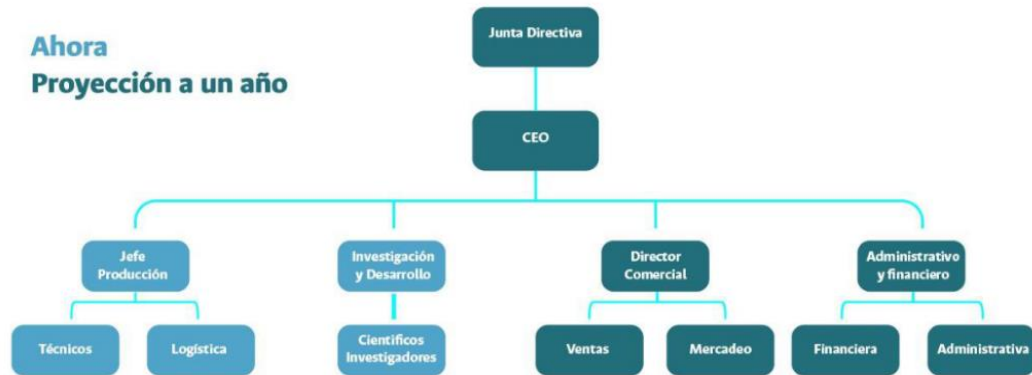 Ahora
Proyección a un año
Junta Directiva
CEO
Jefe
Producción
Investigación
y Desarrollo
Director
Comercial
Administrativo
y financiero
Técnicos
Logística
Científicos
Investigadores
Ventas
Mercadeo
Financiera
Administrativa